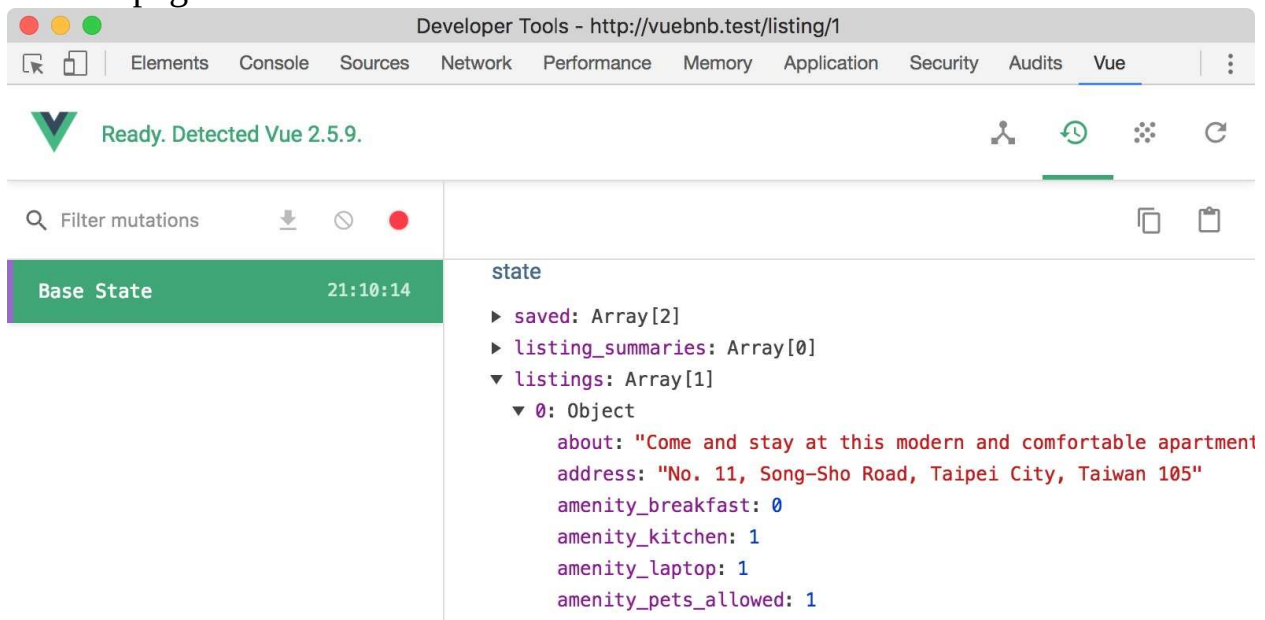 Developer Tools - http://vuebnb.test/listing/1
Elements Console Sources Network Performance Memory Application Security Audits Vue
Ready. Detected Vue 2.5.9.
Filter mutations
Base State 21:10:14
state
saved: Array[2]
listing_summaries: Array[0]
listings: Array[1]
0: Object
about: "Come and stay at this modern and comfortable apartment
address: "No. 11, Song-Sho Road, Taipei City, Taiwan 105"
amenity_breakfast: 0
amenity_kitchen: 1
amenity_laptop: 1
amenity_pets_allowed: 1